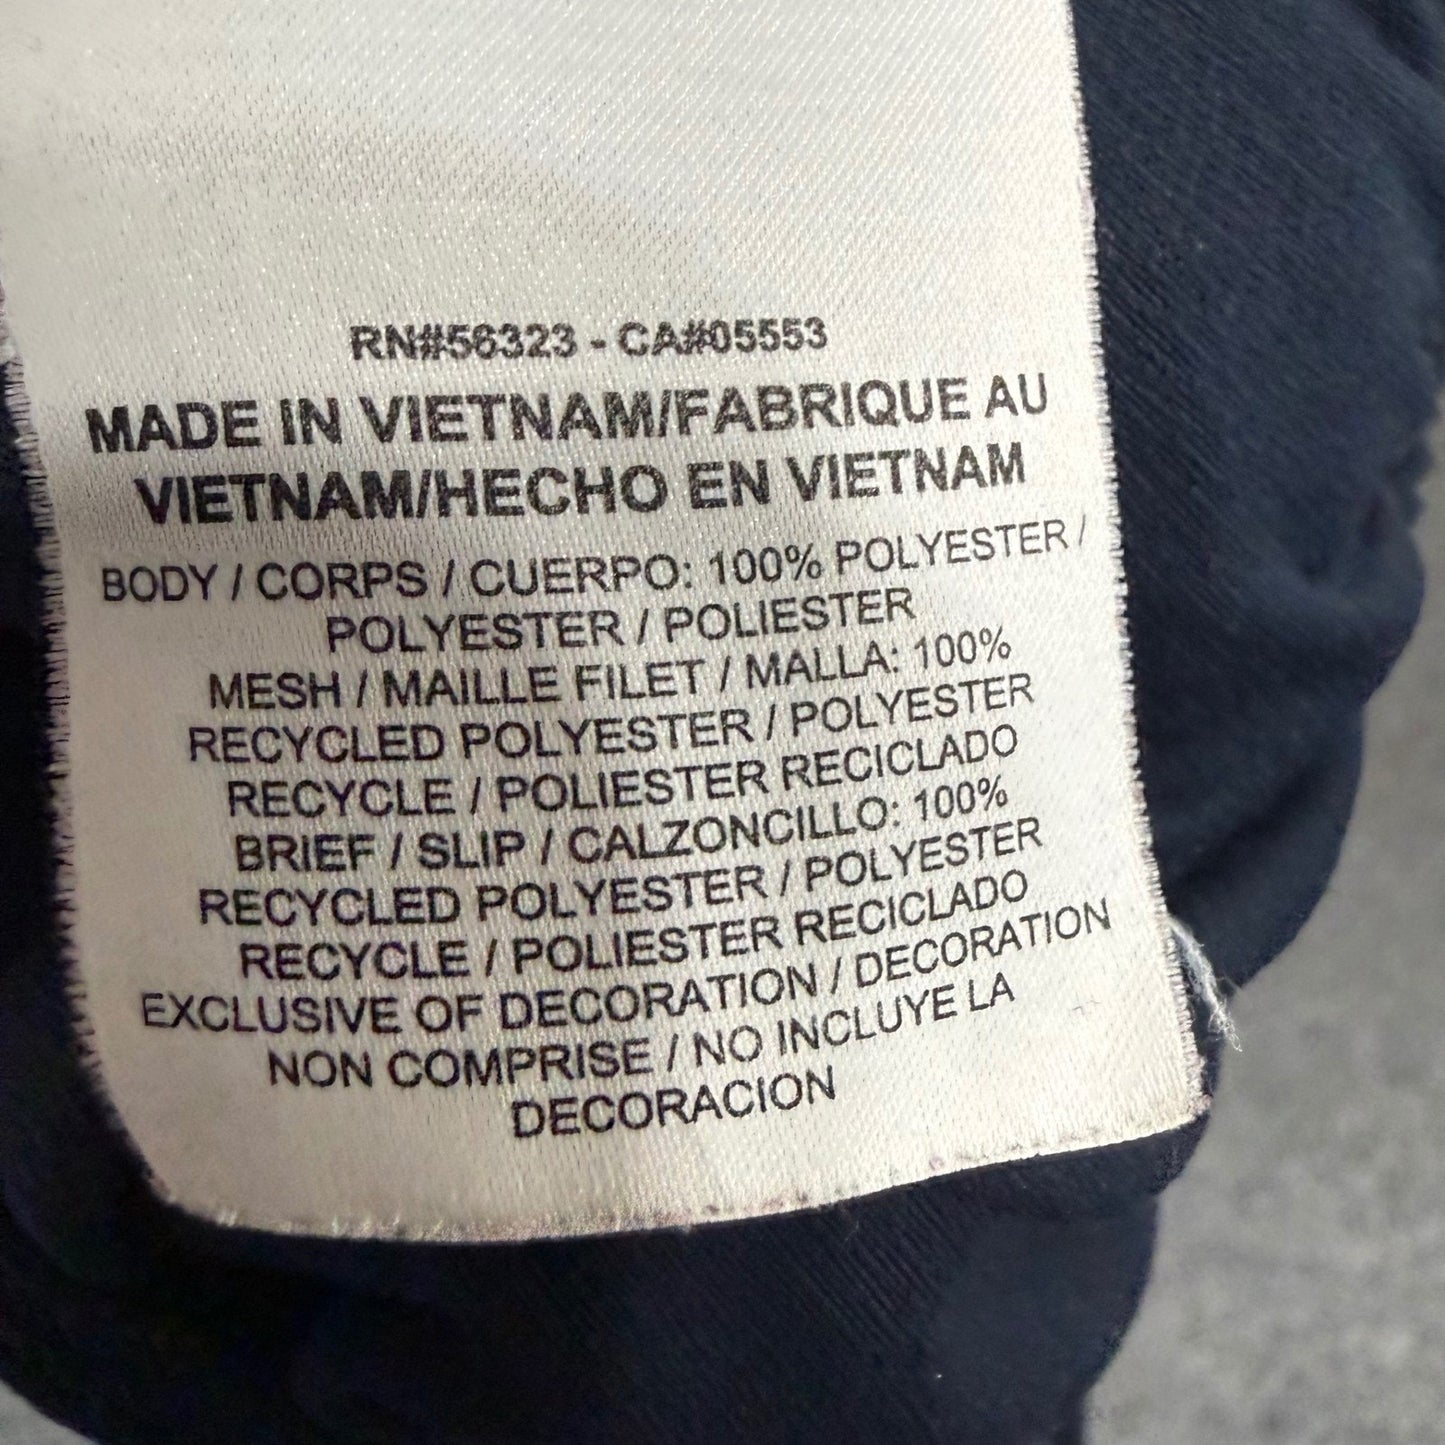 RN#56323 - CA#05553
MADE IN VIETNAM/FABRIQUE AU
VIETNAM/HECHO EN VIETNAM
BODY / CORPS / CUERPO: 100% POLYESTER /
POLYESTER / POLIESTER
MESH / MAILLE FILET / MALLA: 100%
RECYCLED POLYESTER / POLYESTER
RECYCLE / POLIESTER RECICLADO
BRIEF / SLIP / CALZONCILLO: 100%
RECYCLED POLYESTER / POLYESTER
RECYCLE / POLIESTER RECICLADO
EXCLUSIVE OF DECORATION / DECORATION
NON COMPRISE / NO INCLUYE LA
DECORACION